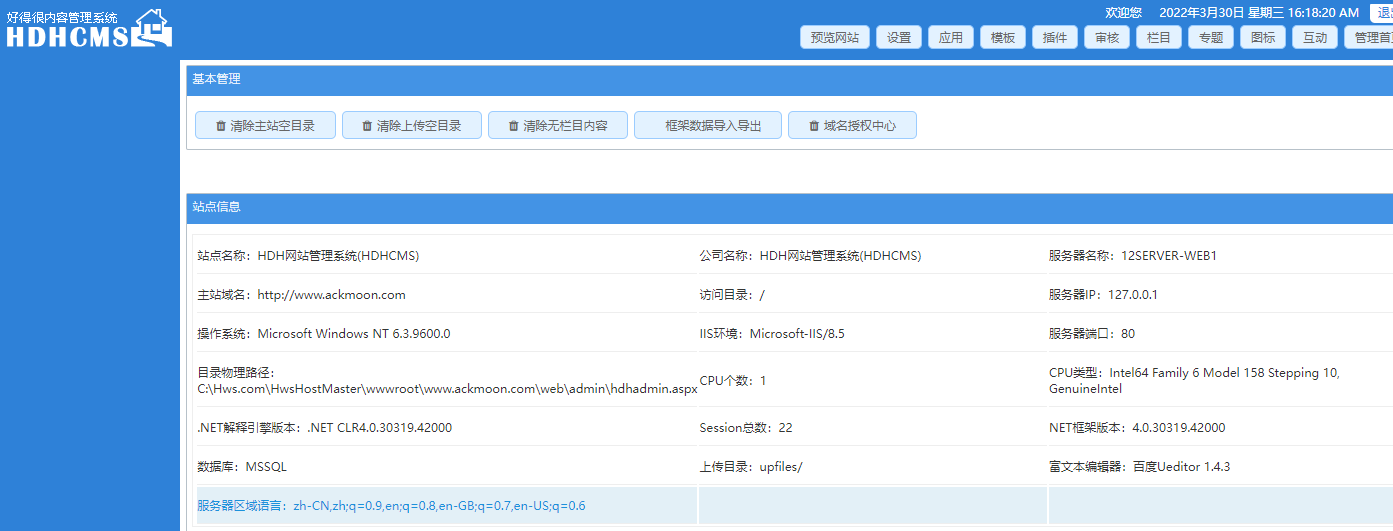 好得很内容管理系统
HDHCMS
欢迎您 2022年3月30日 星期三 16:18:20 AM
预览网站 设置 应用 模板 插件 审核 栏目 专题 图标 互动
基本管理
清除主站空目录 清除上传空目录 清除无栏目内容 框架数据导入导出 域名授权中心
站点信息
站点名称：HDH网站管理系统(HDHCMS) 公司名称：HDH网站管理系统(HDHCMS) 服务器名称：12SERVER-WEB1
主站域名：http://www.ackmoon.com 访问目录：/ 服务器IP：127.0.0.1
操作系统：Microsoft Windows NT 6.3.9600.0 IIS环境：Microsoft-IIS/8.5 服务器端口：80
目录物理路径：
C:\Hws.com\HwsHostMaster\wwwroot\www.ackmoon.com\web\admin\hdhadmin.aspx
CPU个数：1
CPU类型：Intel64 Family 6 Model 158 Stepping 10,
GenuineIntel
.NET解释引擎版本：.NET CLR4.0.30319.42000 Session总数：22 NET框架版本：4.0.30319.42000
数据库：MSSQL 上传目录：upfiles/ 富文本编辑器：百度Ueditor 1.4.3
服务器区域语言：zh-CN,zh;q=0.9,en;q=0.8,en-GB;q=0.7,en-US;q=0.6